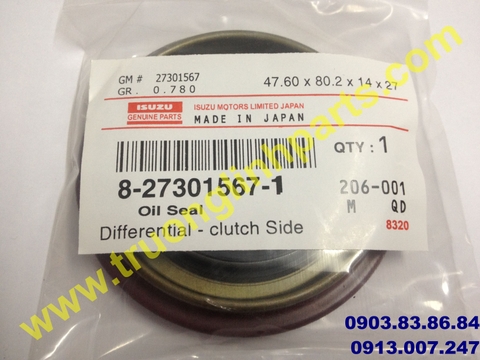 GM # 27301567 47.60 x 80.2 x 14 x 27
GR. 0.780
ISUZU
GENUINE PARTS
ISUZU MOTORS LIMITED JAPAN
MADE IN JAPAN
QTY : 1
8-27301567-1 206-001
Oil Seal M QD
Differential - clutch Side 8320
www.truonglinhparts.com
0903.83.86.84
0913.007.247